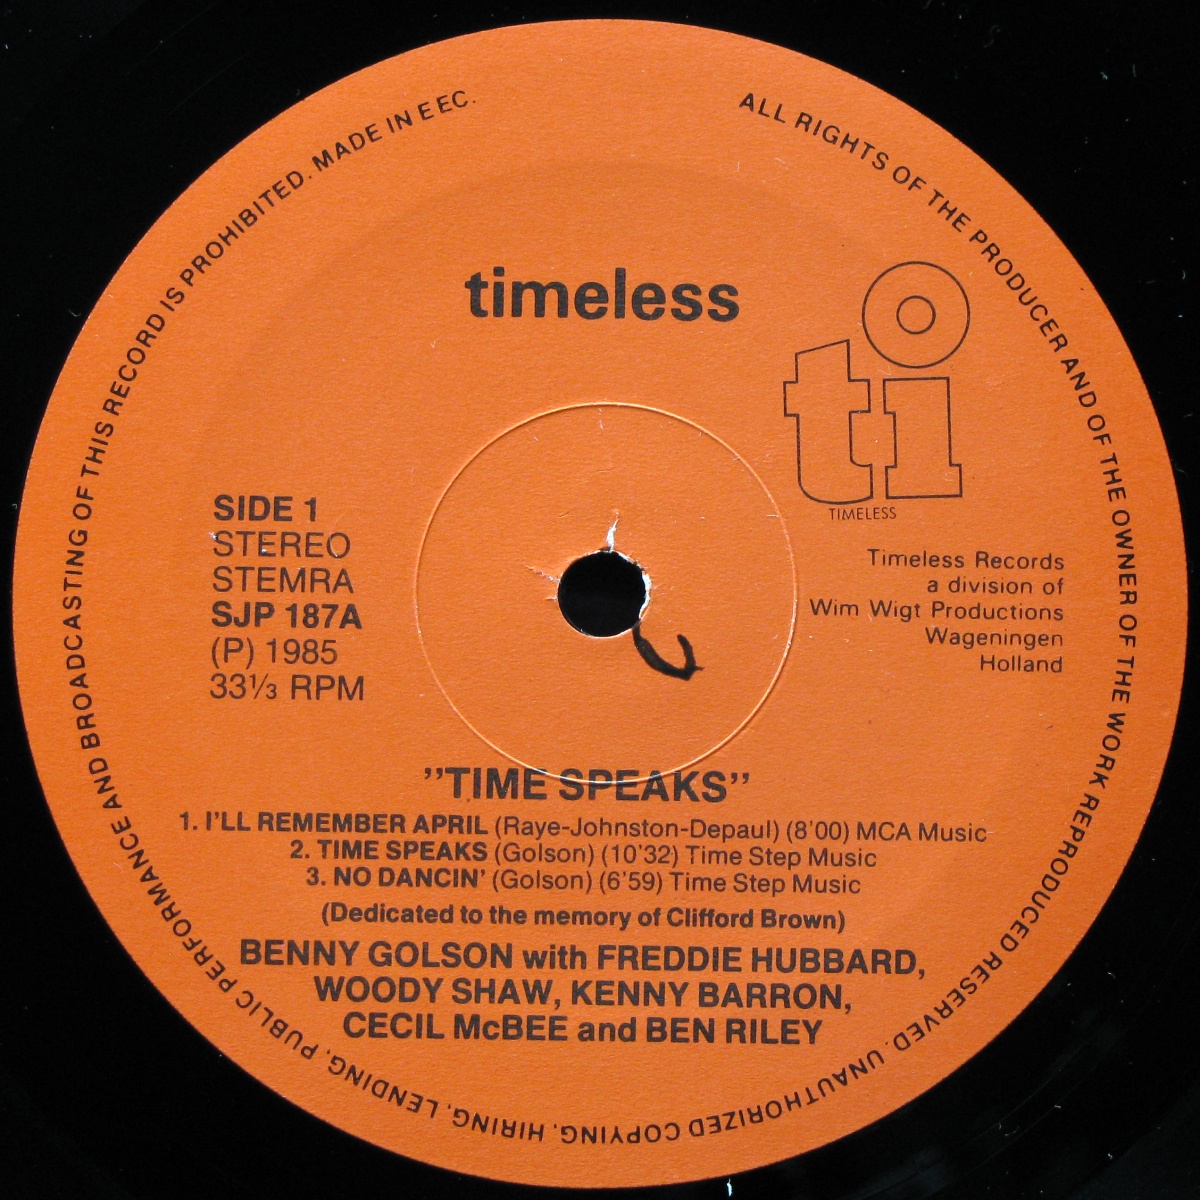 ALL RIGHTS OF THE PRODUCER AND OF THE OWNER OF THE WORK REPRODUCED RESERVED. UNAUTHORIZED COPYING, HIRING, LENDING, PUBLIC PERFORMANCE AND BROADCASTING OF THIS RECORD IS PROHIBITED. MADE IN E EC.
timeless
ti
TIMELESS
SIDE 1
STEREO
STEMRA
SJP 187A
(P) 1985
33⅓ RPM
Timeless Records
a division of
Wim Wigt Productions
Wageningen
Holland
”TIME SPEAKS”
1. I'LL REMEMBER APRIL (Raye-Johnston-Depaul) (8'00) MCA Music
2. TIME SPEAKS (Golson) (10'32) Time Step Music
3. NO DANCIN' (Golson) (6'59) Time Step Music
(Dedicated to the memory of Clifford Brown)
BENNY GOLSON with FREDDIE HUBBARD,
WOODY SHAW, KENNY BARRON,
CECIL McBEE and BEN RILEY